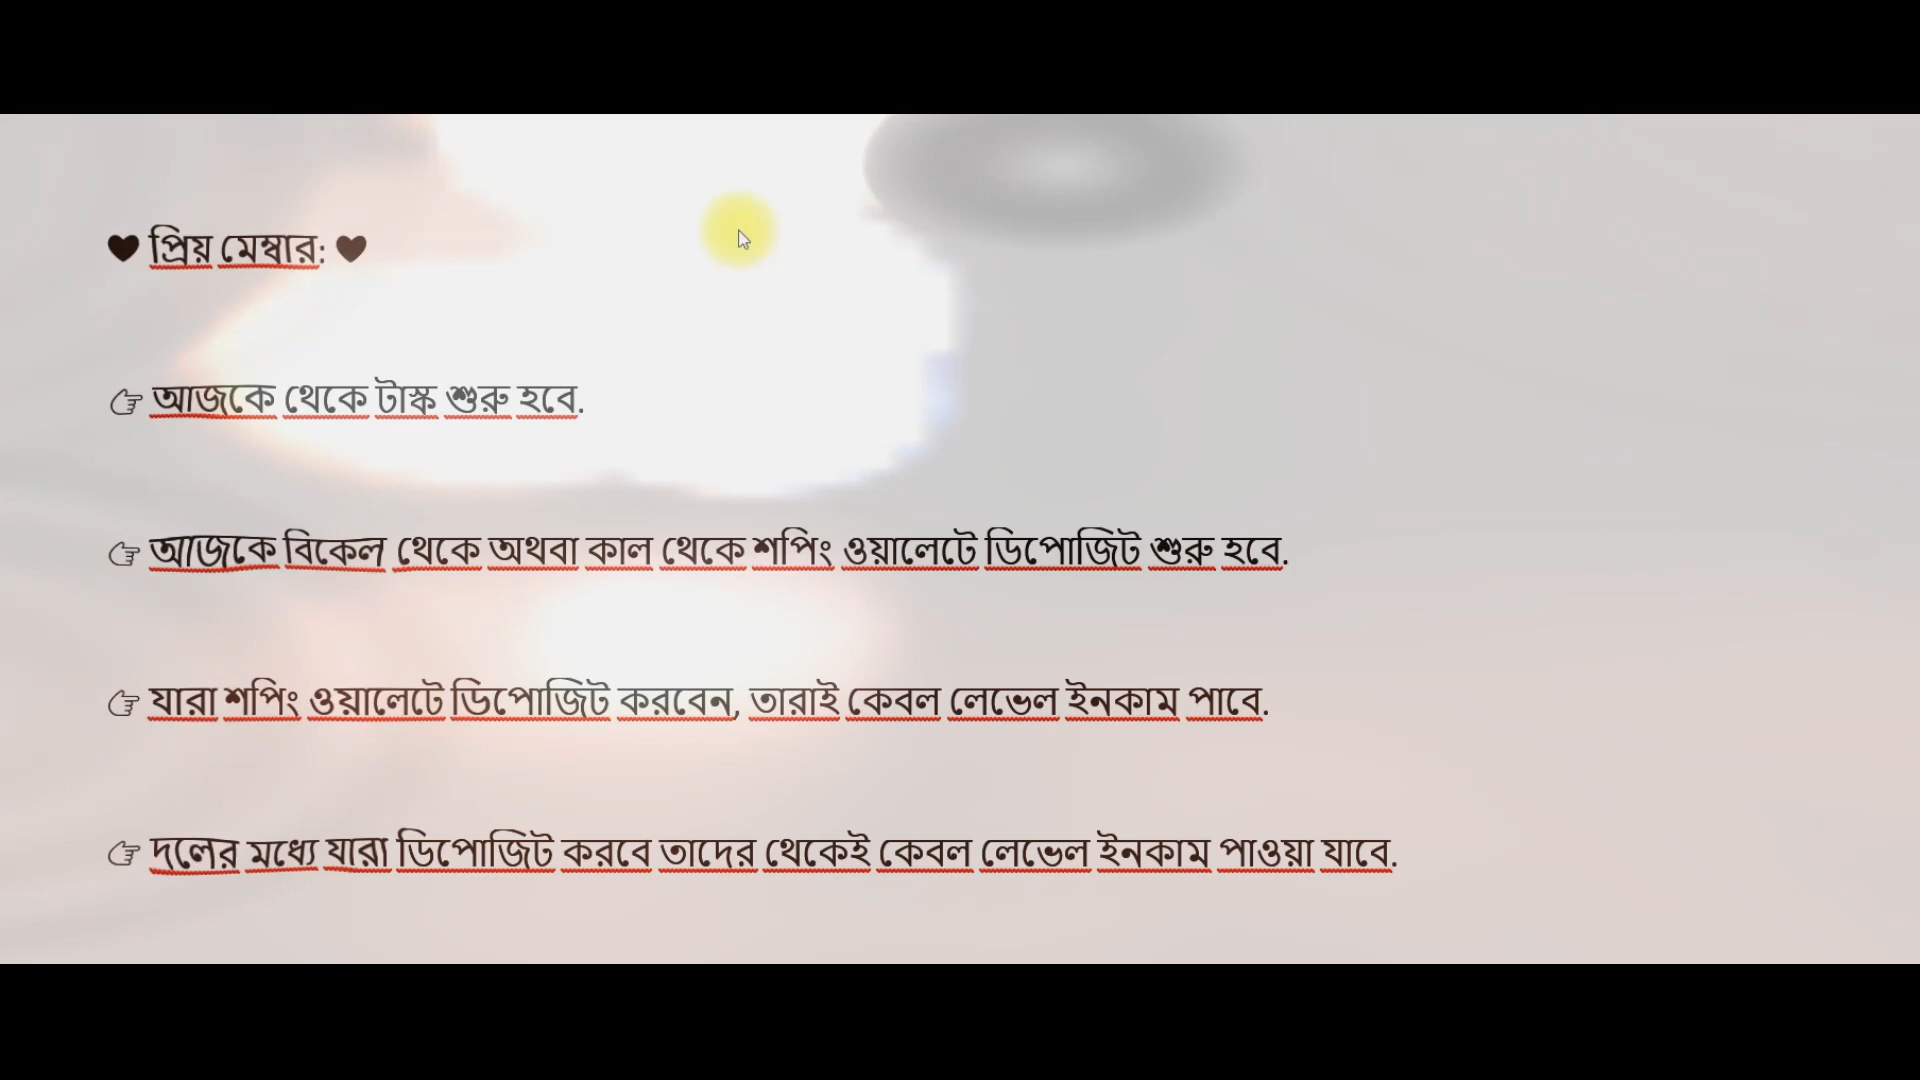 🖤 প্রিয় মেম্বার: 🖤
👉 আজকে থেকে টাস্ক শুরু হবে.
👉 আজকে বিকেল থেকে অথবা কাল থেকে শপিং ওয়ালেটে ডিপোজিট শুরু হবে.
👉 যারা শপিং ওয়ালেটে ডিপোজিট করবেন, তারাই কেবল লেভেল ইনকাম পাবে.
👉 দলের মধ্যে যারা ডিপোজিট করবে তাদের থেকেই কেবল লেভেল ইনকাম পাওয়া যাবে.